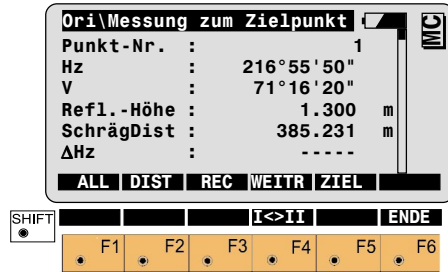 Ori\Messung zum Zielpunkt
MC
Punkt-Nr. : 1
Hz : 216°55'50"
V : 71°16'20"
Refl.-Höhe : 1.300 m
SchrägDist : 385.231 m
ΔHz : -----
ALL DIST REC WEITR ZIEL
SHIFT I<>II ENDE
F1 F2 F3 F4 F5 F6